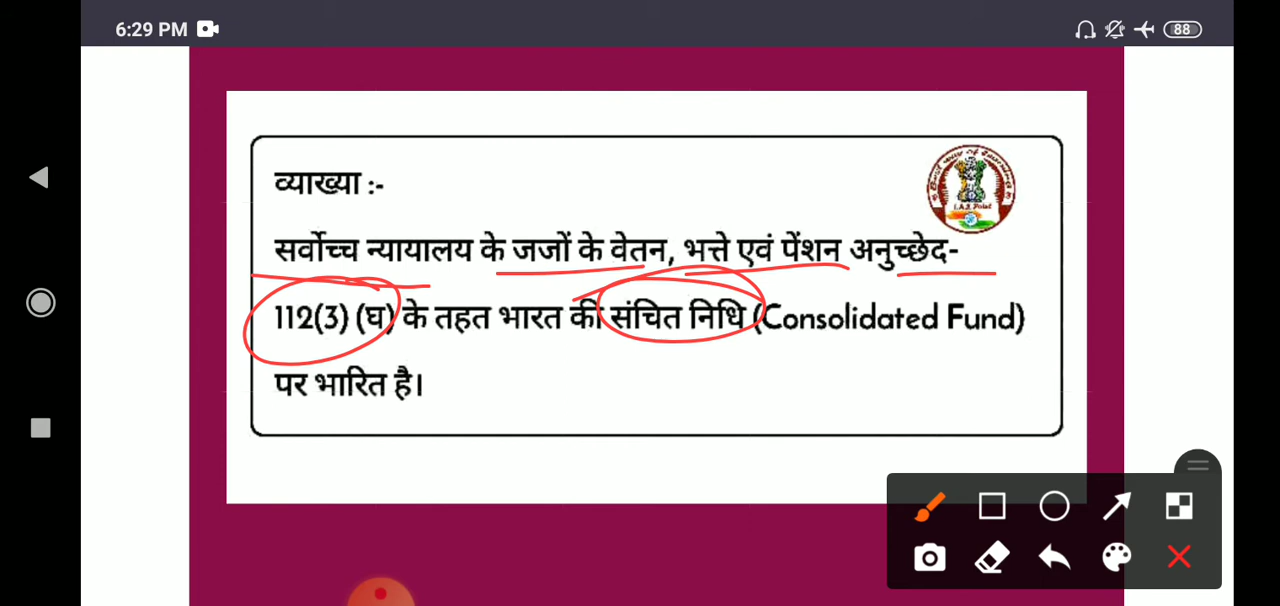 6:29 PM
88
व्याख्या :-
सर्वोच्च न्यायालय के जजों के वेतन, भत्ते एवं पेंशन अनुच्छेद-
112(3) (घ) के तहत भारत की संचित निधि (Consolidated Fund)
पर भारित है।